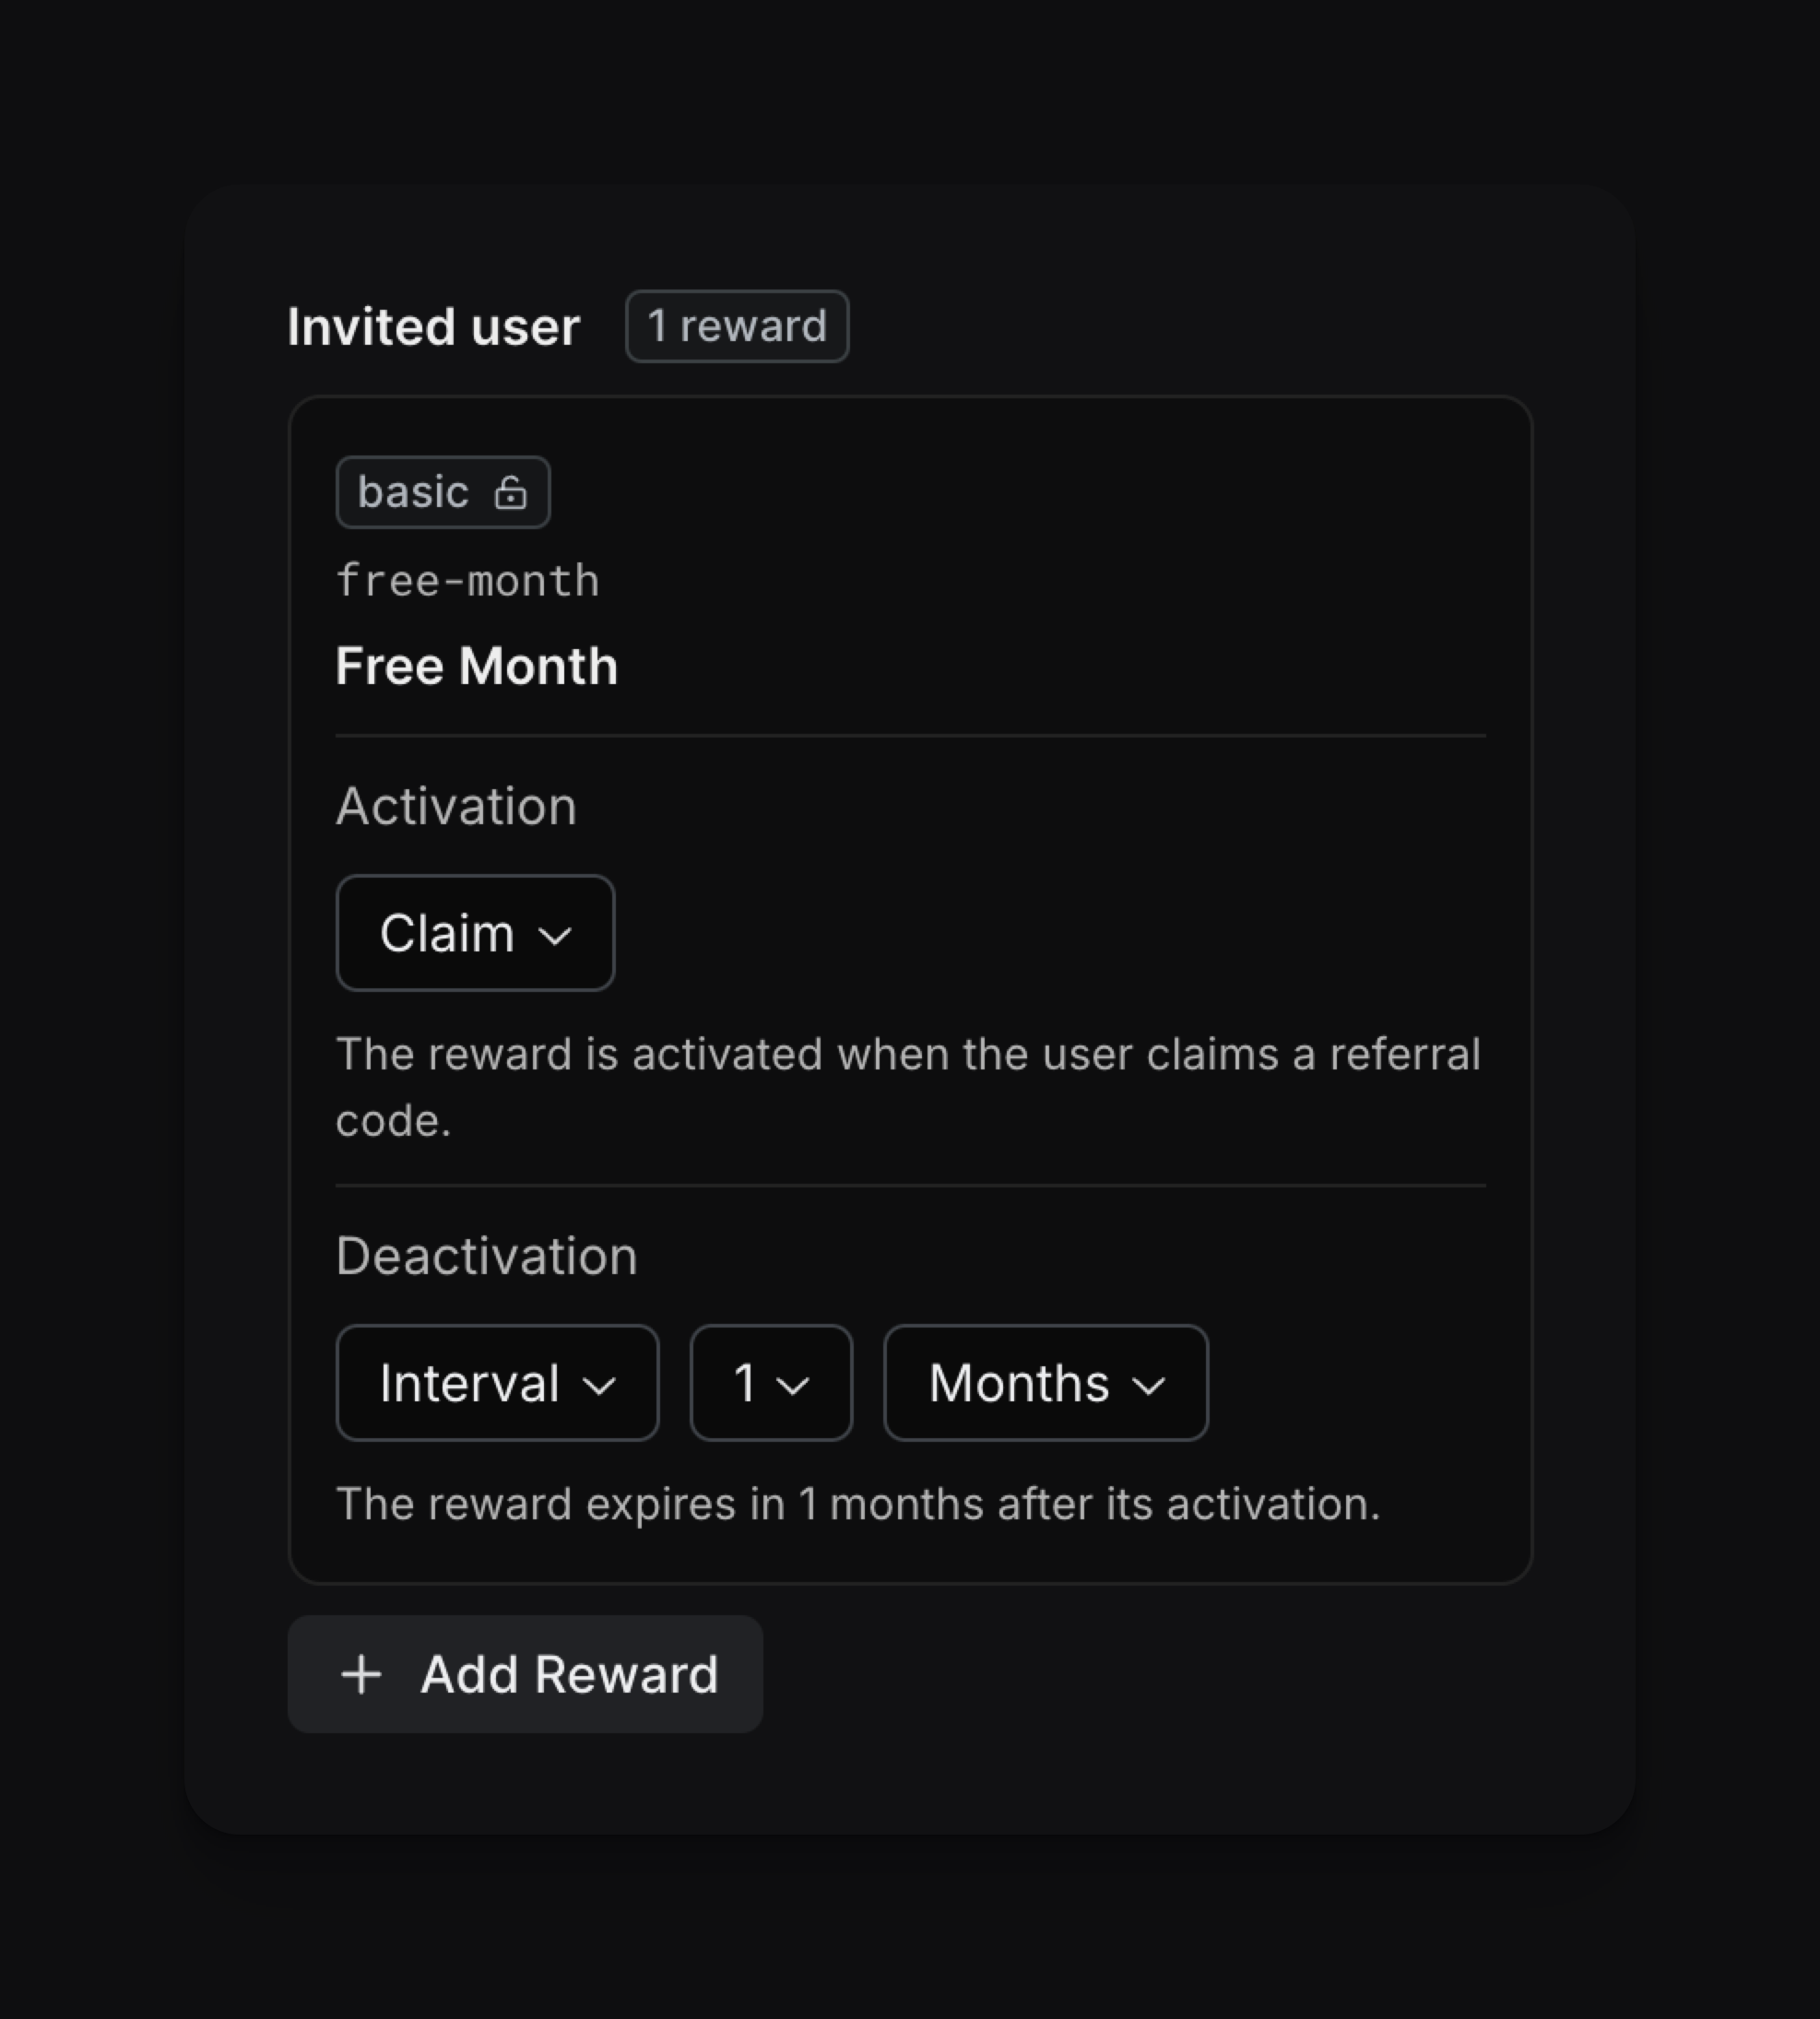 Invited user 1 reward
basic
free-month
Free Month
Activation
Claim
The reward is activated when the user claims a referral
code.
Deactivation
Interval 1 Months
The reward expires in 1 months after its activation.
+ Add Reward